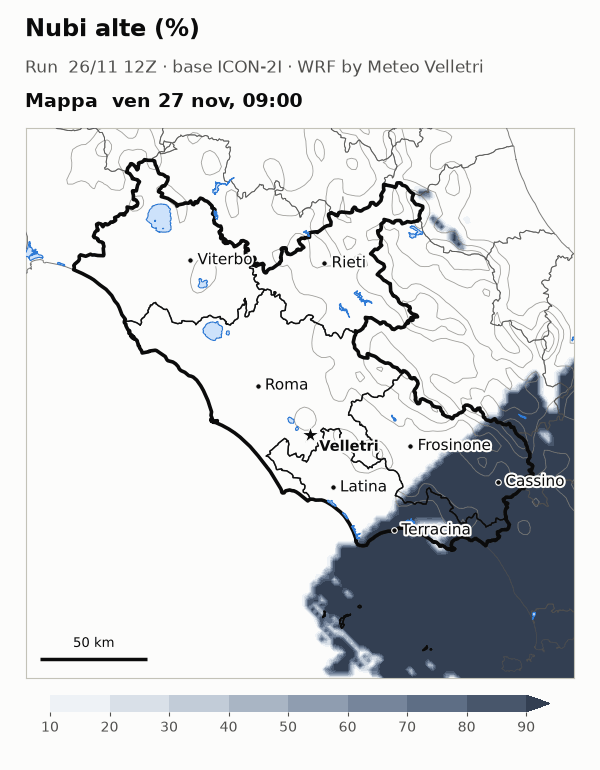 Nubi alte (%)
Run  26/11 12Z · base ICON-2I · WRF by Meteo Velletri
Mappa  ven 27 nov, 09:00
Viterbo
Rieti
Roma
Velletri
Frosinone
Latina
Cassino
Terracina
50 km
10 20 30 40 50 60 70 80 90